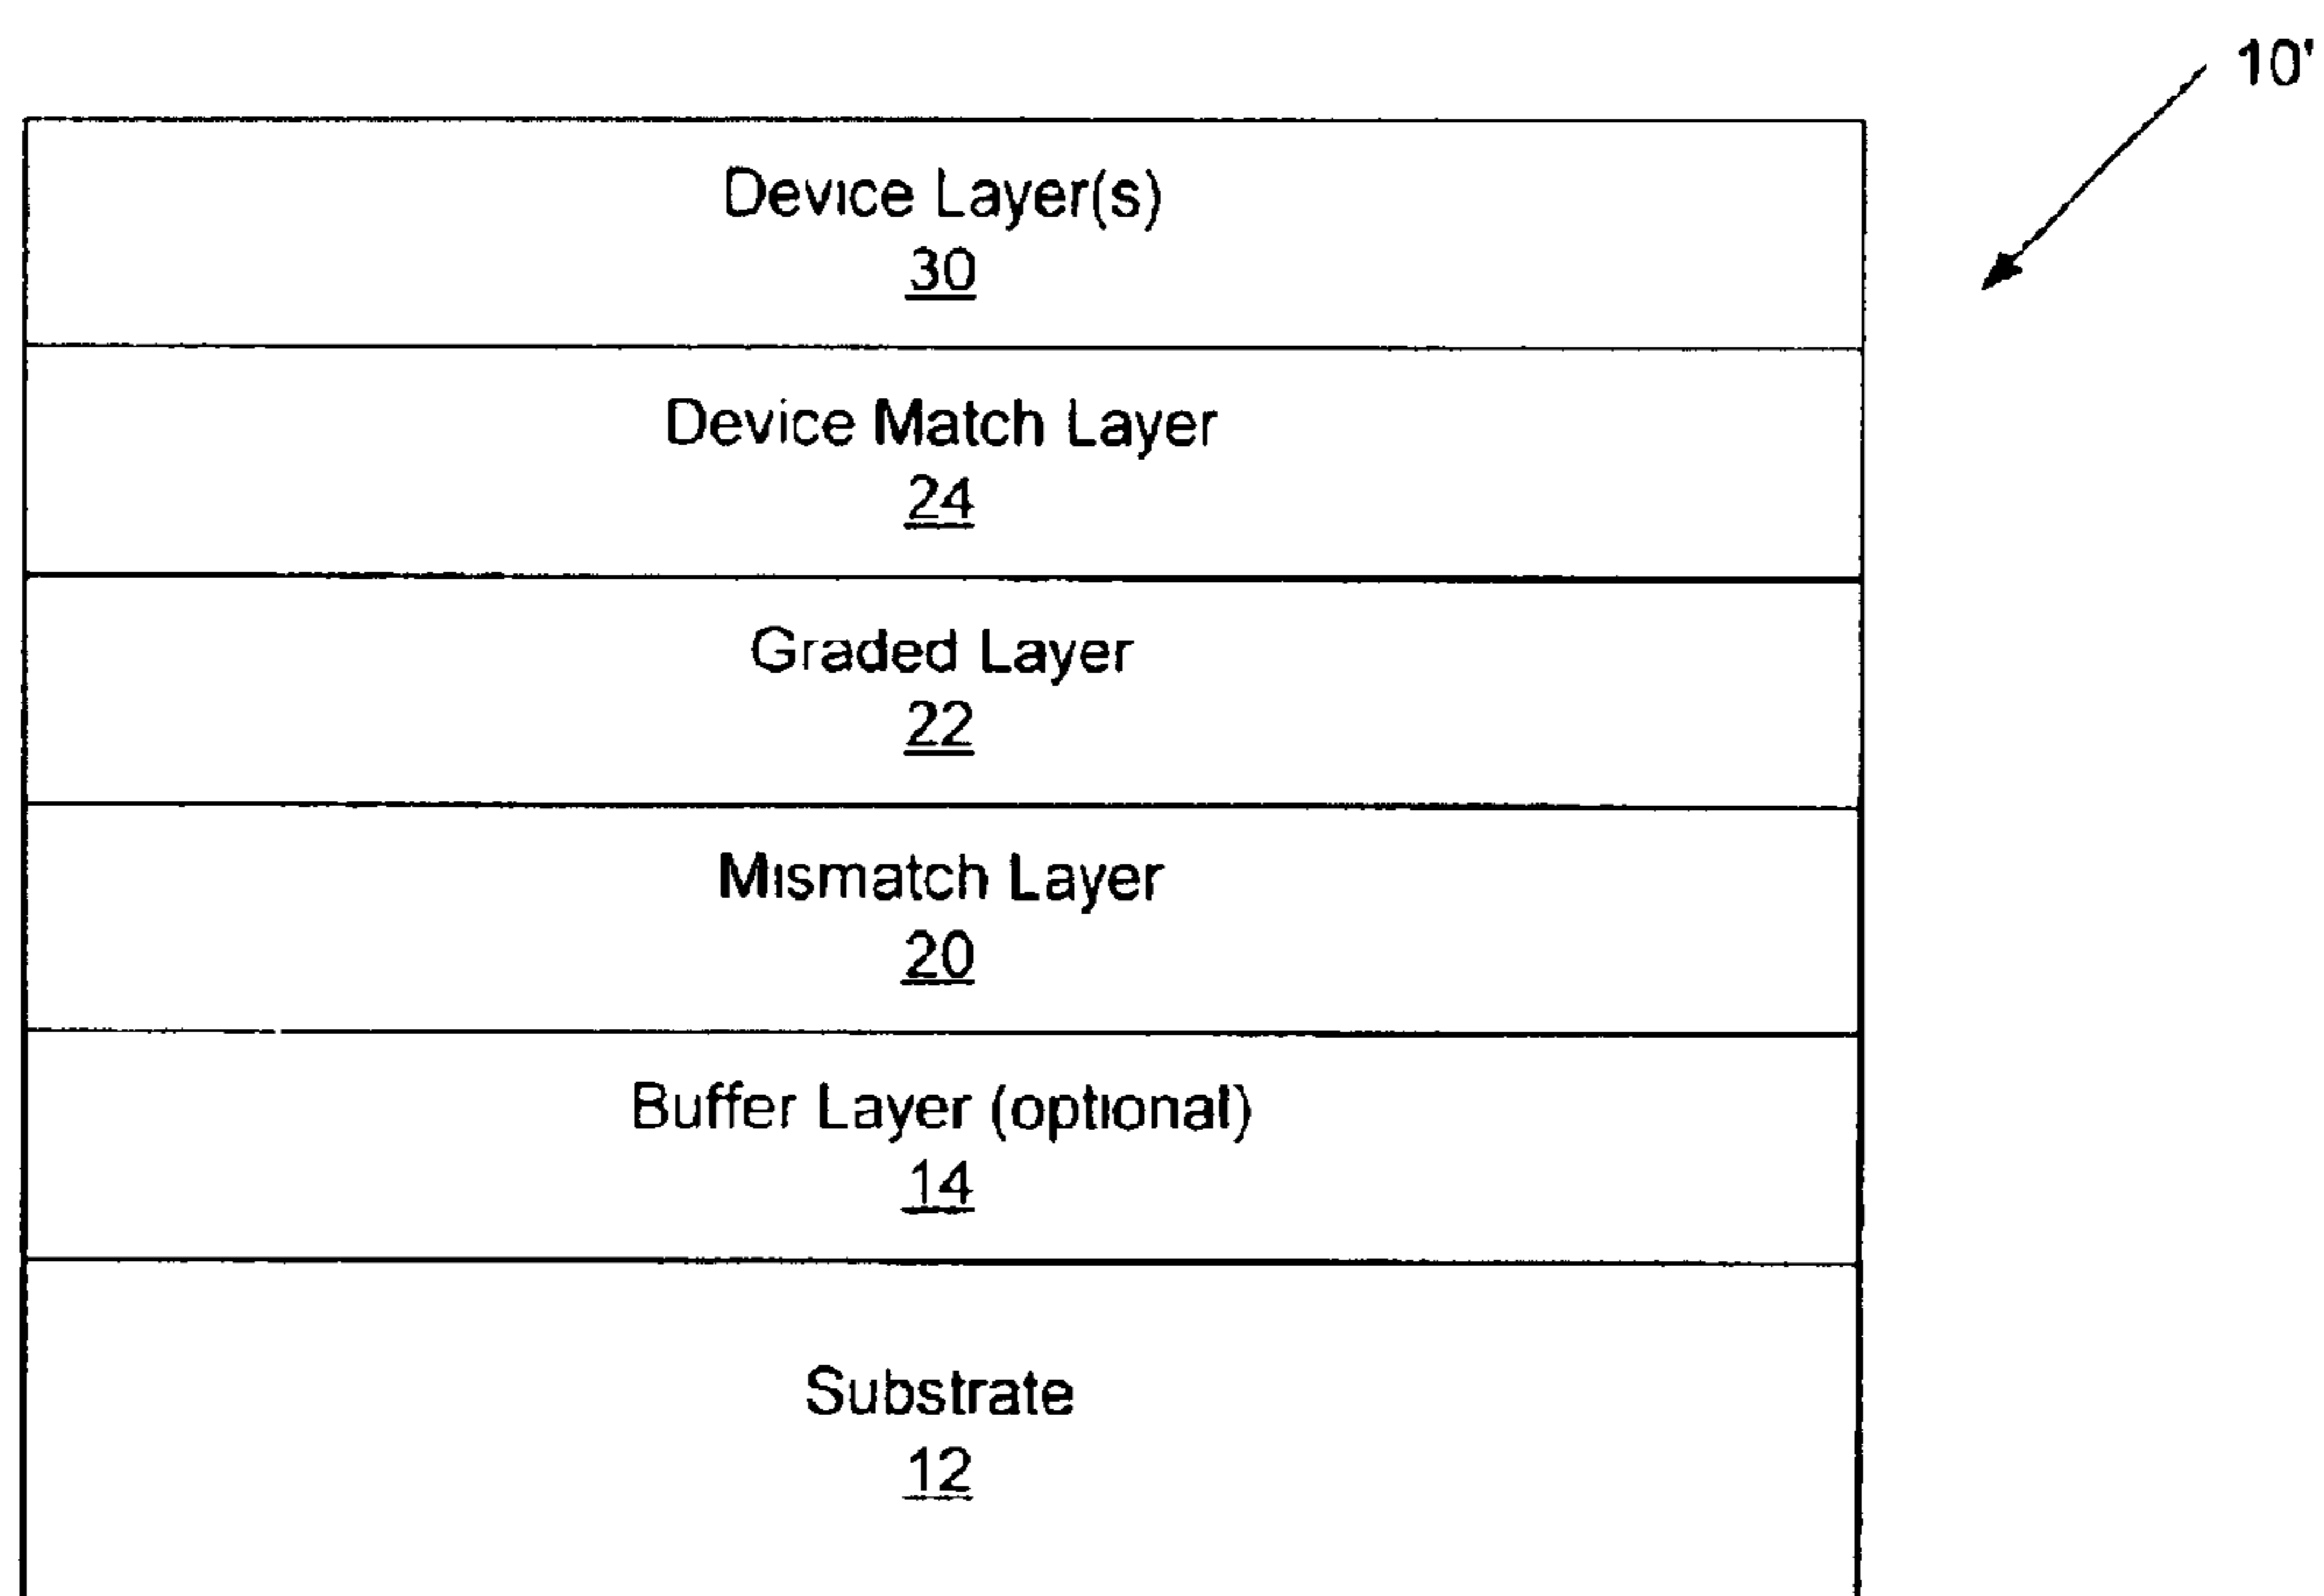 10'
Device Layer(s)
30
Device Match Layer
24
Graded Layer
22
Mismatch Layer
20
Buffer Layer (optional)
14
Substrate
12